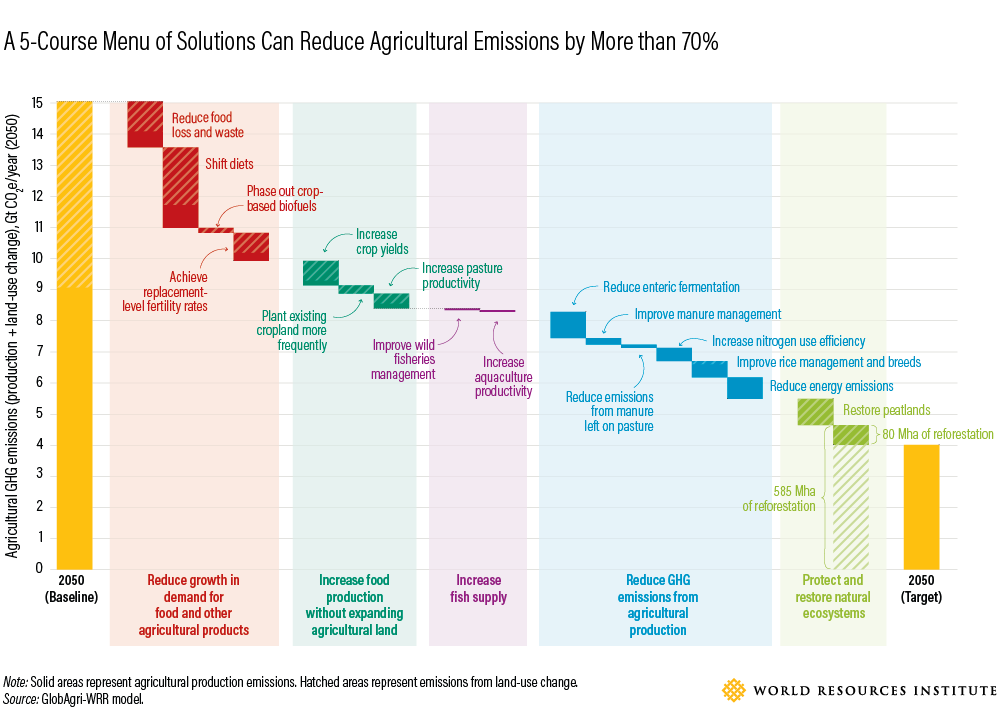 A 5-Course Menu of Solutions Can Reduce Agricultural Emissions by More than 70%
Agricultural GHG emissions (production + land-use change), Gt CO2e/year (2050)
15
14
13
12
11
10
9
8
7
6
5
4
3
2
1
0
Reduce food
loss and waste
Shift diets
Phase out crop-
based biofuels
Achieve
replacement-
level fertility rates
Increase
crop yields
Increase pasture
productivity
Plant existing
cropland more
frequently
Improve wild
fisheries
management
Increase
aquaculture
productivity
Reduce enteric fermentation
Improve manure management
Increase nitrogen use efficiency
Improve rice management and breeds
Reduce energy emissions
Reduce emissions
from manure
left on pasture
Restore peatlands
80 Mha of reforestation
585 Mha
of reforestation
2050
(Baseline)
Reduce growth in
demand for
food and other
agricultural products
Increase food
production
without expanding
agricultural land
Increase
fish supply
Reduce GHG
emissions from
agricultural
production
Protect and
restore natural
ecosystems
2050
(Target)
Note: Solid areas represent agricultural production emissions. Hatched areas represent emissions from land-use change.
Source: GlobAgri-WRR model.
WORLD RESOURCES INSTITUTE